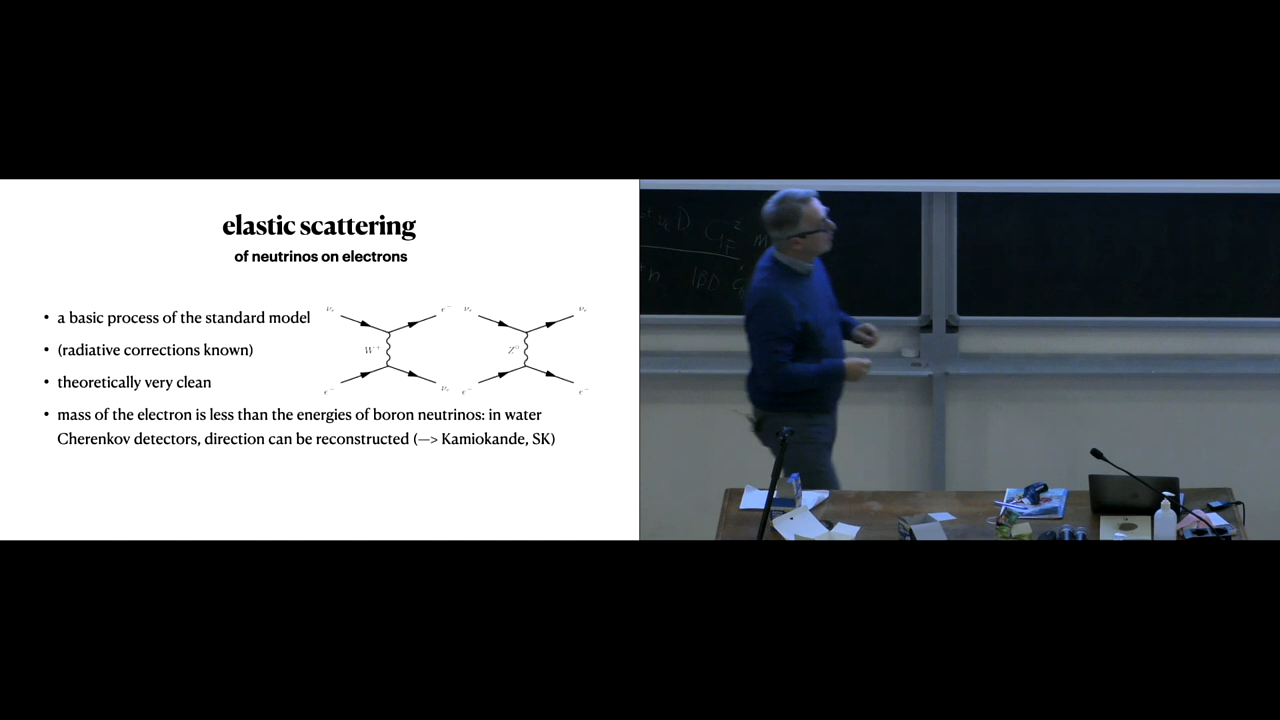 elastic scattering
of neutrinos on electrons
• a basic process of the standard model
• (radiative corrections known)
• theoretically very clean
• mass of the electron is less than the energies of boron neutrinos: in water
Cherenkov detectors, direction can be reconstructed (—> Kamiokande, SK)
W⁺
Z⁰
e⁻
e⁻
e⁻
e⁻
IBD